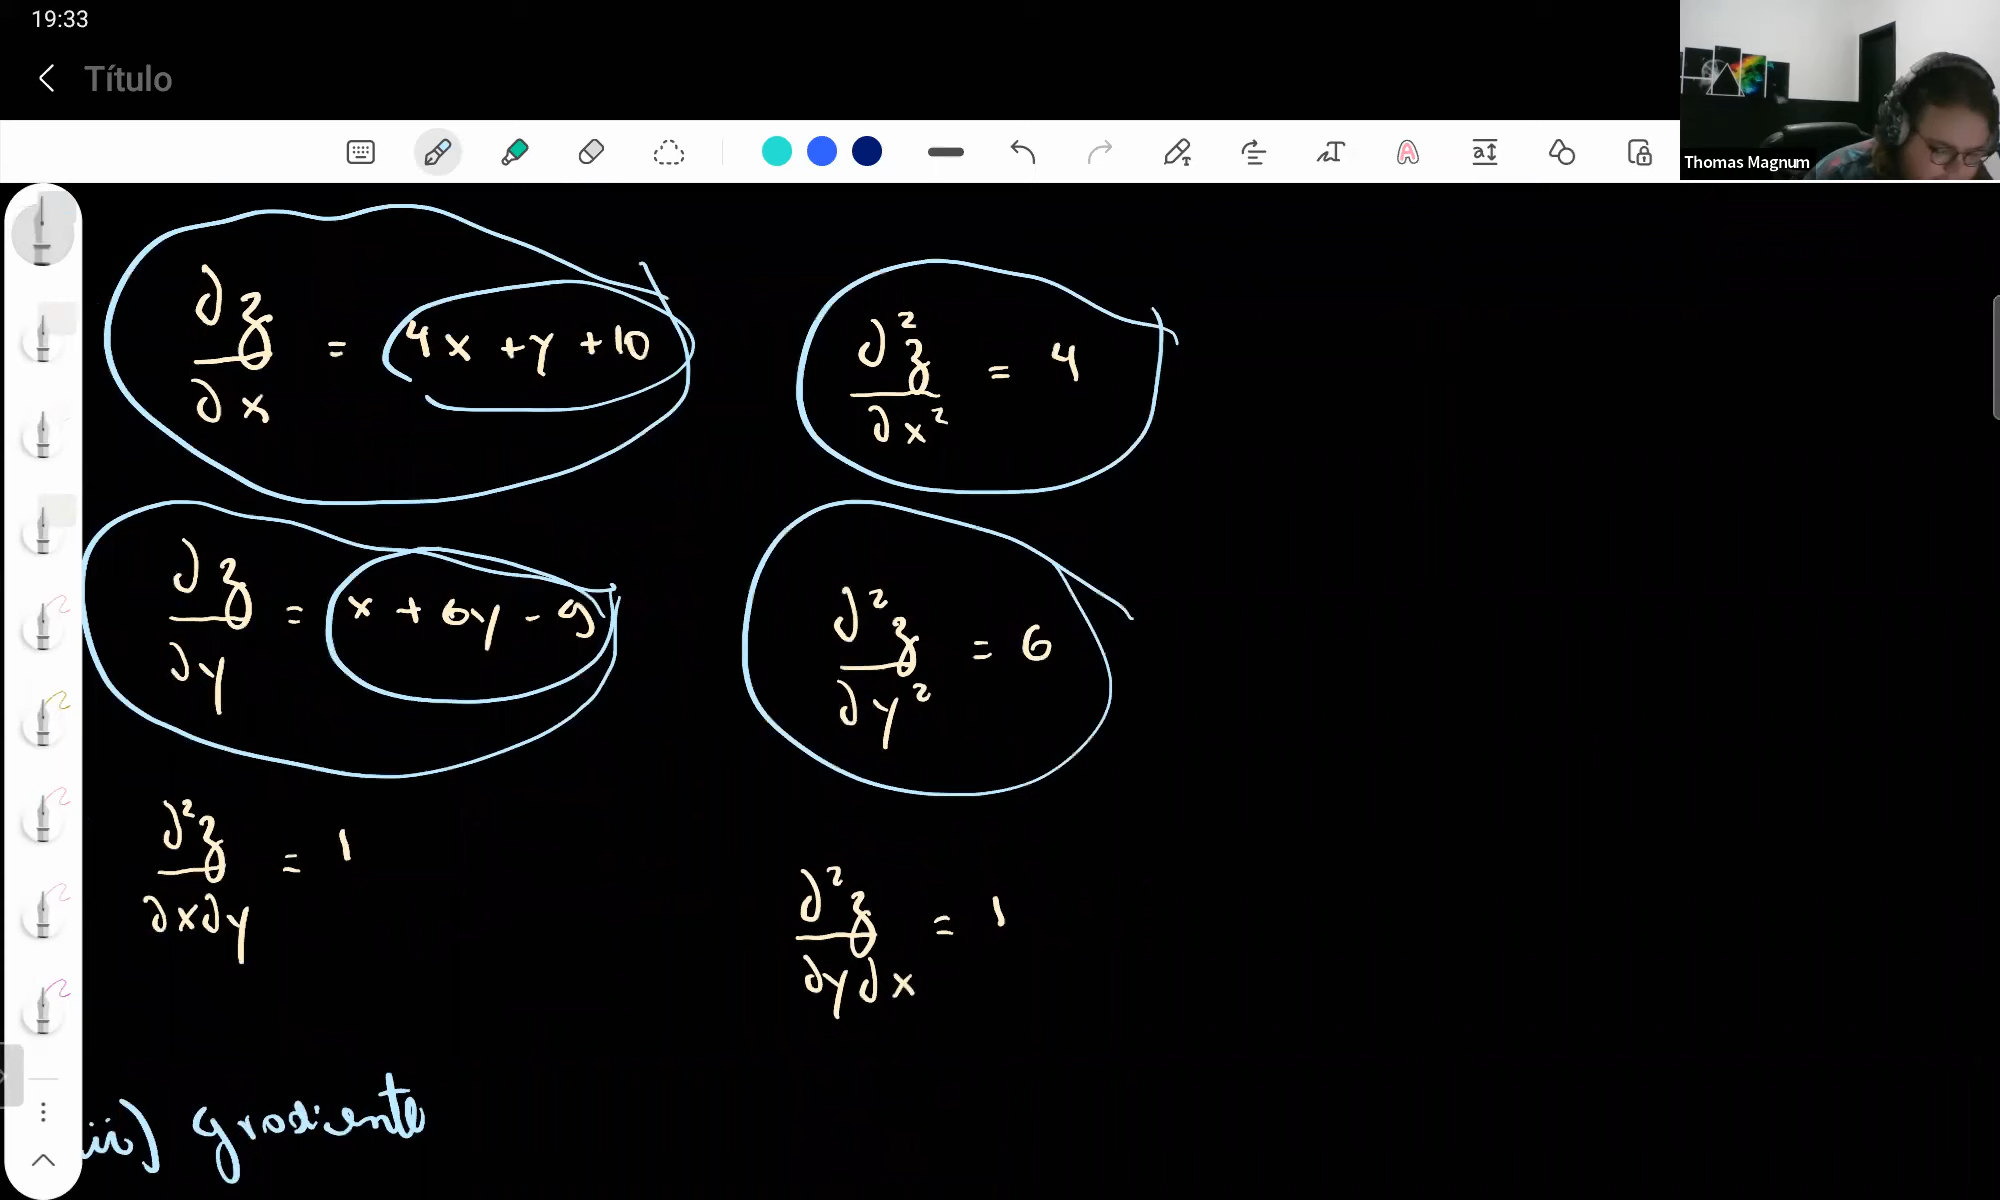 19:33
Título
Thomas Magnum
∂z/∂x = 4x + y + 10
∂²z/∂x² = 4
∂z/∂y = x + 6y - 9
∂²z/∂y² = 6
∂²z/∂x∂y = 1
∂²z/∂y∂x = 1
ii) gradiente